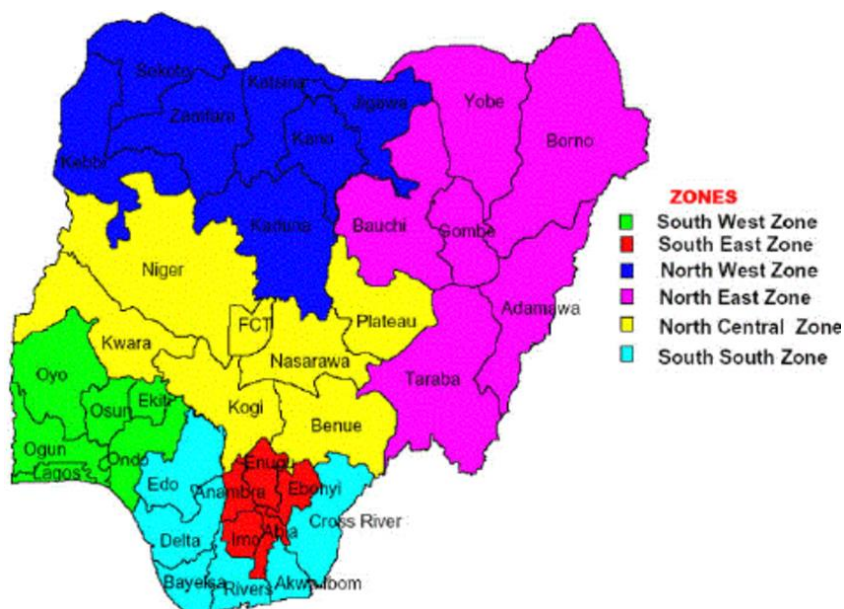 Sekoto
Katsina
Yobe
Jigawa
Zamfara
Kano
Borno
Kebbi
ZONES
South West Zone
South East Zone
North West Zone
North East Zone
North Central Zone
South South Zone
Bauchi
Gombe
Kaduna
Niger
Adamawa
FCT
Plateau
Kwara
Nasarawa
Oyo
Taraba
Ekiti
Osun
Kogi
Benue
Ogun
Ondo
Lagos
Enugu
Edo
Anambra
Ebonyi
Cross River
Delta
Imo
Abia
Bayelsa
Rivers
Akwa Ibom